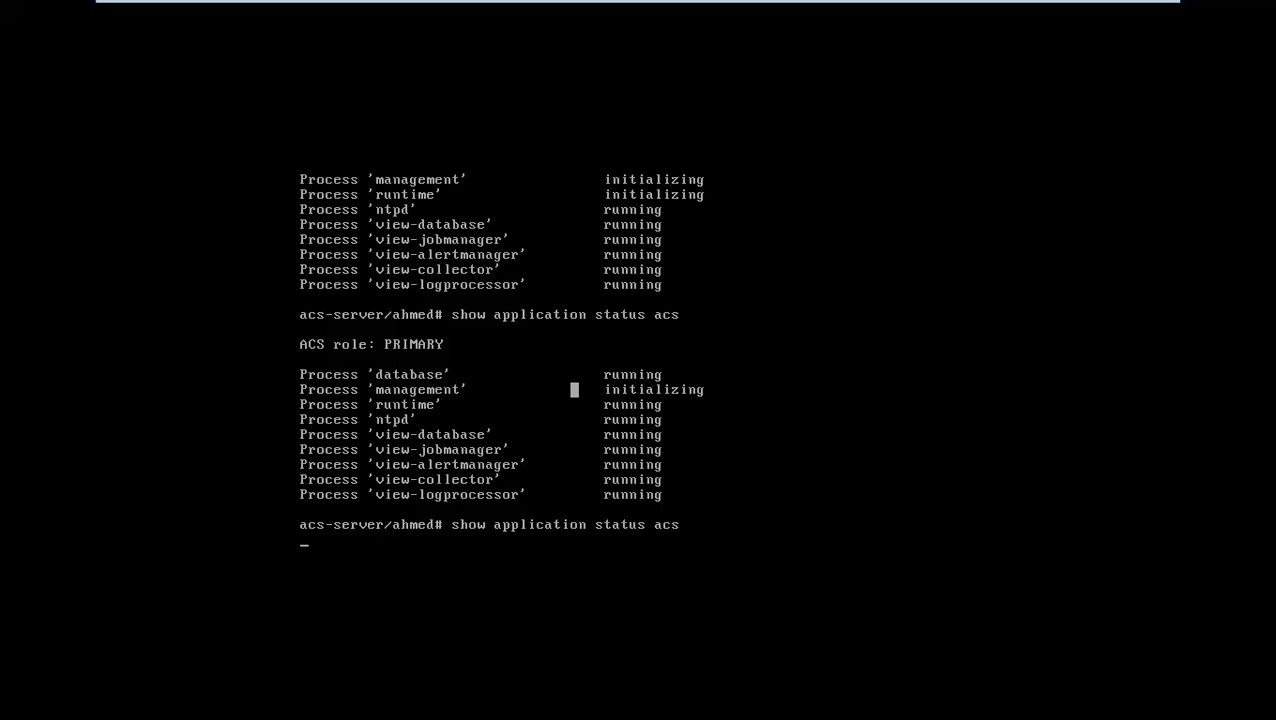 Process 'management' initializing
Process 'runtime' initializing
Process 'ntpd' running
Process 'view-database' running
Process 'view-jobmanager' running
Process 'view-alertmanager' running
Process 'view-collector' running
Process 'view-logprocessor' running
acs-server/ahmed# show application status acs
ACS role: PRIMARY
Process 'database' running
Process 'management' initializing
Process 'runtime' running
Process 'ntpd' running
Process 'view-database' running
Process 'view-jobmanager' running
Process 'view-alertmanager' running
Process 'view-collector' running
Process 'view-logprocessor' running
acs-server/ahmed# show application status acs
_